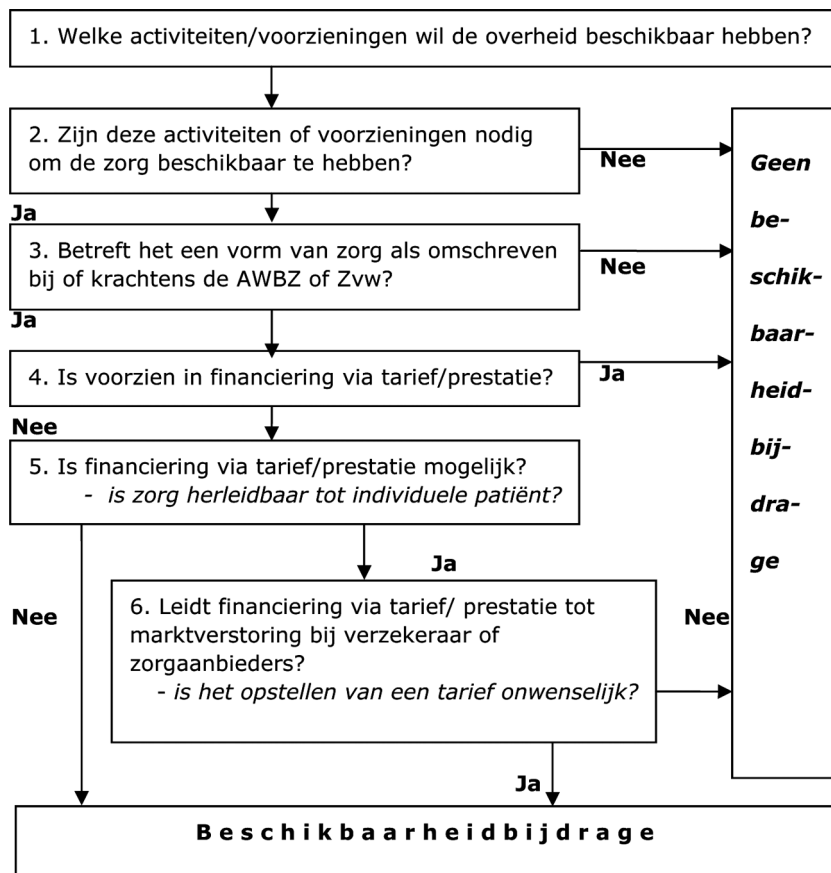 1. Welke activiteiten/voorzieningen wil de overheid beschikbaar hebben?
2. Zijn deze activiteiten of voorzieningen nodig
om de zorg beschikbaar te hebben?
Nee
Ja
3. Betreft het een vorm van zorg als omschreven
bij of krachtens de AWBZ of Zvw?
Nee
Ja
4. Is voorzien in financiering via tarief/prestatie?
Ja
Nee
5. Is financiering via tarief/prestatie mogelijk?
- is zorg herleidbaar tot individuele patiënt?
Ja
Nee
6. Leidt financiering via tarief/ prestatie tot
marktverstoring bij verzekeraar of
zorgaanbieders?
- is het opstellen van een tarief onwenselijk?
Nee
Ja
Geen
be-
schik-
baar-
heid-
bij-
dra-
ge
Beschikbaarheidbijdrage